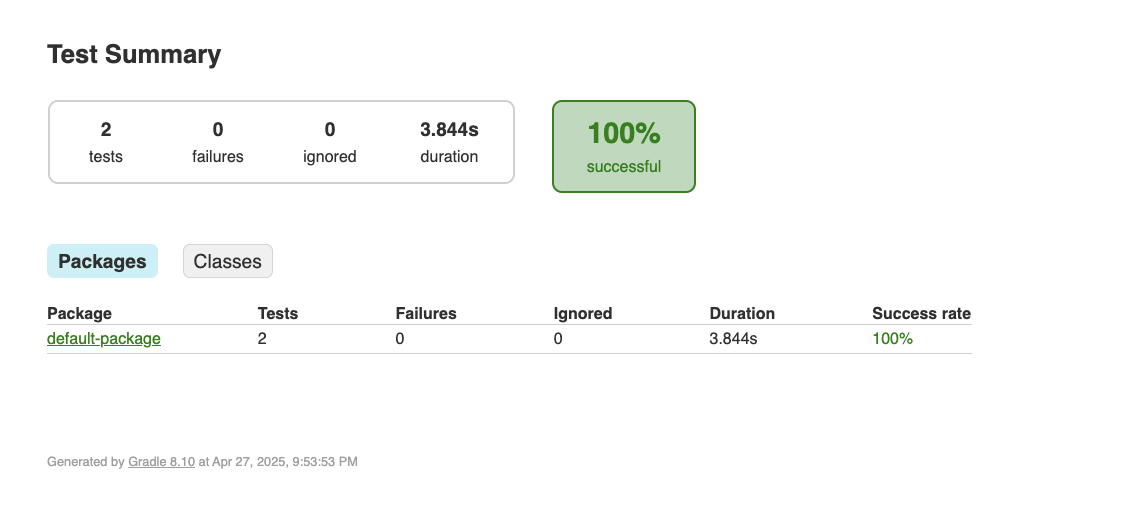 Test Summary
2 0 0 3.844s
tests failures ignored duration
100%
successful
Packages Classes
Package Tests Failures Ignored Duration Success rate
default-package 2 0 0 3.844s 100%
Generated by Gradle 8.10 at Apr 27, 2025, 9:53:53 PM